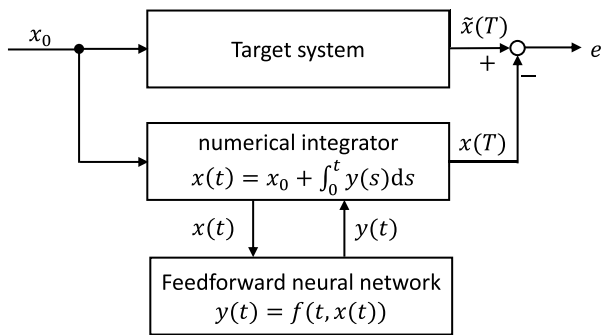 x₀
Target system
x̃(T)
+
−
e
numerical integrator
x(t) = x₀ + ∫₀ᵗ y(s)ds
x(T)
x(t)
y(t)
Feedforward neural network
y(t) = f(t, x(t))